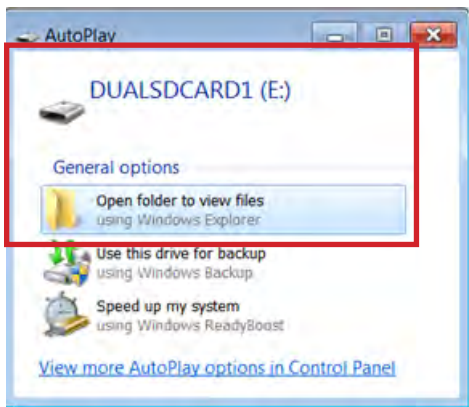 AutoPlay
DUALSDCARD1 (E:)
General options
Open folder to view files
using Windows Explorer
Use this drive for backup
using Windows Backup
Speed up my system
using Windows ReadyBoost
View more AutoPlay options in Control Panel